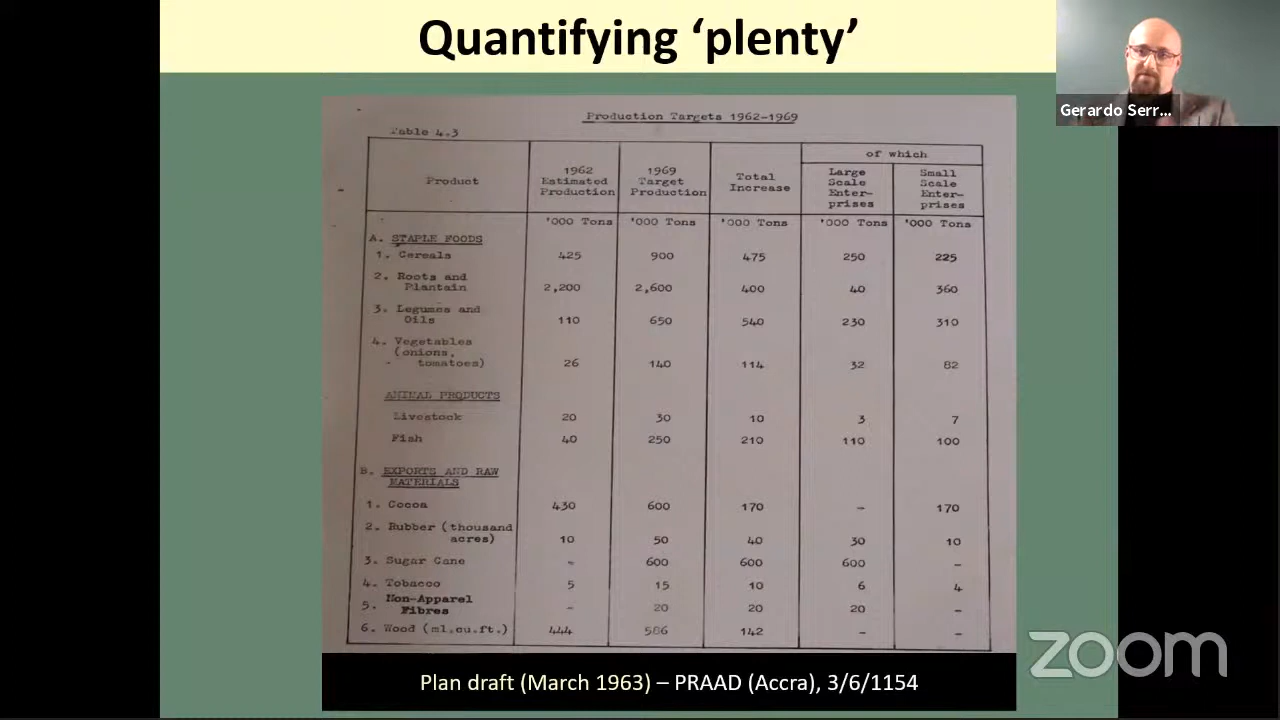 Quantifying ‘plenty’
Gerardo Serr...
Production Targets 1962-1969
Table 4.3
Product
1962 Estimated Production
1969 Target Production
Total Increase
of which
Large Scale Enter-prises
Small Scale Enter-prises
'000 Tons '000 Tons '000 Tons '000 Tons '000 Tons
A. STAPLE FOODS
1. Cereals 425 900 475 250 225
2. Roots and
Plantain 2,200 2,600 400 40 360
3. Legumes and
Oils 110 650 540 230 310
4. Vegetables
(onions,
- tomatoes) 26 140 114 32 82
ANIMAL PRODUCTS
Livestock 20 30 10 3 7
Fish 40 250 210 110 100
B. EXPORTS AND RAW
MATERIALS
1. Cocoa 430 600 170 - 170
2. Rubber (thousand
acres) 10 50 40 30 10
3. Sugar Cane - 600 600 600 -
4. Tobacco 5 15 10 6 4
5. Non-Apparel
Fibres - 20 20 20 -
6. Wood (ml.cu.ft.) 444 586 142 - -
Plan draft (March 1963) – PRAAD (Accra), 3/6/1154
zoom